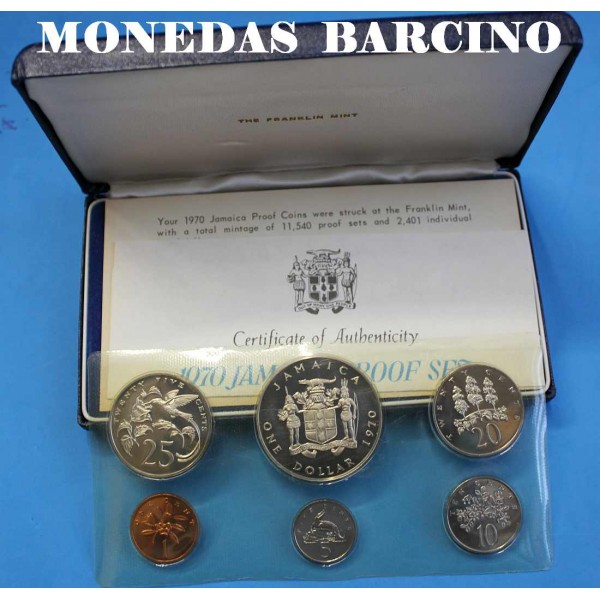 MONEDAS BARCINO
THE FRANKLIN MINT
Your 1970 Jamaica Proof Coins were struck at the Franklin Mint,
with a total mintage of 11,540 proof sets and 2,401 individual
Certificate of Authenticity
1970 JAMAICA PROOF SET
TWENTY FIVE CENTS
25
JAMAICA
ONE DOLLAR 1970
TWENTY CENTS
20
5
10